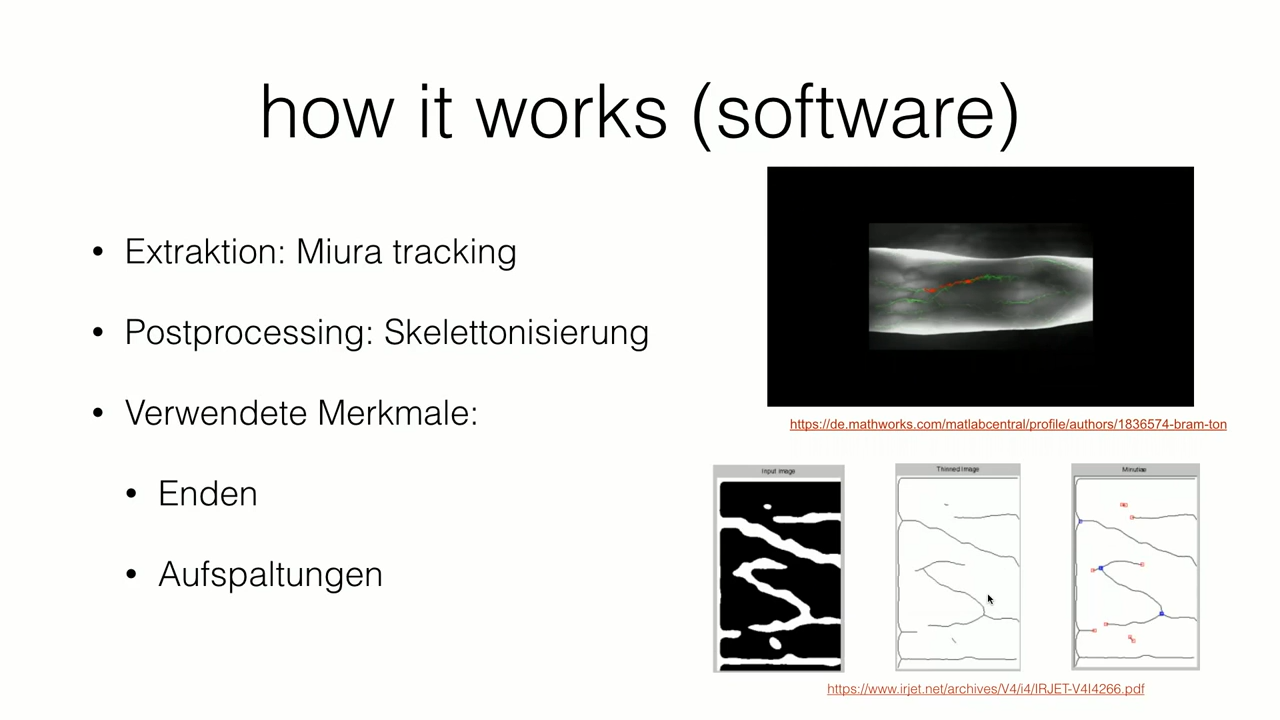 how it works (software)
• Extraktion: Miura tracking
• Postprocessing: Skelettonisierung
• Verwendete Merkmale:
• Enden
• Aufspaltungen
https://de.mathworks.com/matlabcentral/profile/authors/1836574-bram-ton
Input Image
Thinned Image
Minutiae
https://www.irjet.net/archives/V4/i4/IRJET-V4I4266.pdf